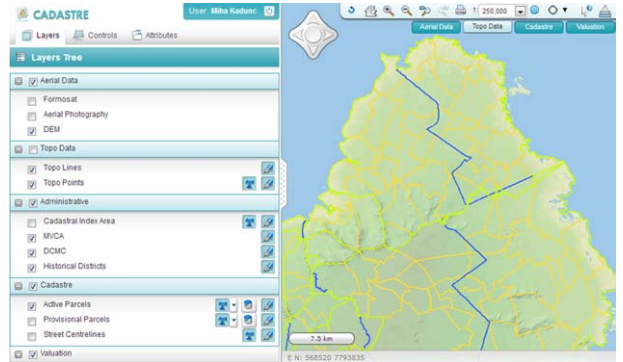 CADASTRE
User: Miha Kadunc
Layers Controls Attributes
1: 250,000
Aerial Data Topo Data Cadastre Valuation
Layers Tree
Aerial Data
Formosat
Aerial Photography
DEM
Topo Data
Topo Lines
Topo Points
Administrative
Cadastral Index Area
MVCA
DCMC
Historical Districts
Cadastre
Active Parcels
Provisional Parcels
Street Centrelines
Valuation
7.5 km
E N: 568520 7793835